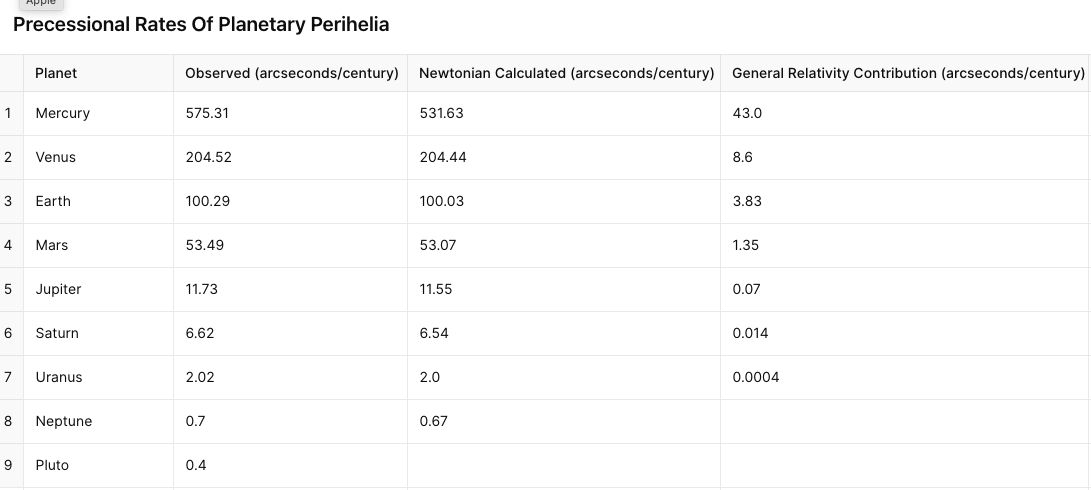 Apple
Precessional Rates Of Planetary Perihelia
Planet Observed (arcseconds/century) Newtonian Calculated (arcseconds/century) General Relativity Contribution (arcseconds/century)
1 Mercury 575.31 531.63 43.0
2 Venus 204.52 204.44 8.6
3 Earth 100.29 100.03 3.83
4 Mars 53.49 53.07 1.35
5 Jupiter 11.73 11.55 0.07
6 Saturn 6.62 6.54 0.014
7 Uranus 2.02 2.0 0.0004
8 Neptune 0.7 0.67
9 Pluto 0.4